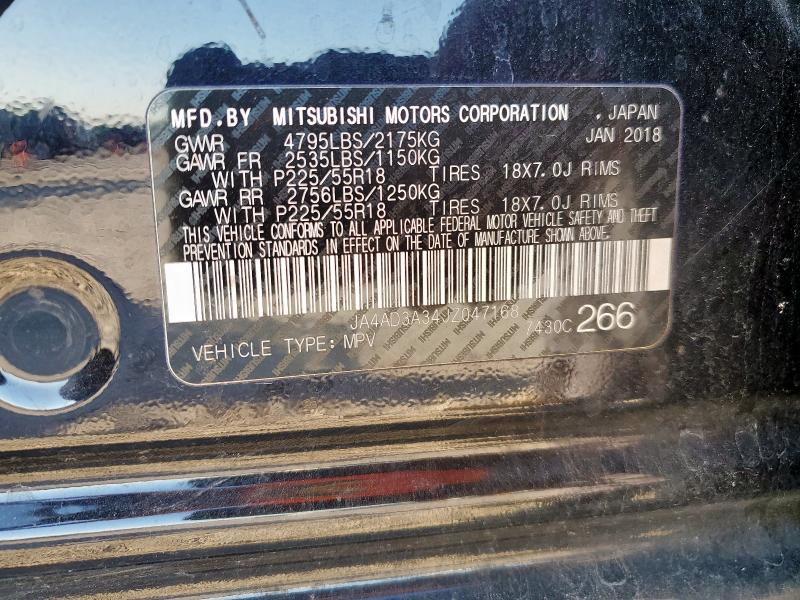 MFD.BY MITSUBISHI MOTORS CORPORATION , JAPAN
GVWR 4795LBS/2175KG JAN 2018
GAWR FR 2535LBS/1150KG
WITH P225/55R18 TIRES 18X7.0J RIMS
GAWR RR 2756LBS/1250KG
WITH P225/55R18 TIRES 18X7.0J RIMS
THIS VEHICLE CONFORMS TO ALL APPLICABLE FEDERAL MOTOR VEHICLE SAFETY AND THEFT
PREVENTION STANDARDS IN EFFECT ON THE DATE OF MANUFACTURE SHOWN ABOVE.
JA4AD3A34JZ047168
VEHICLE TYPE: MPV 7430C 266